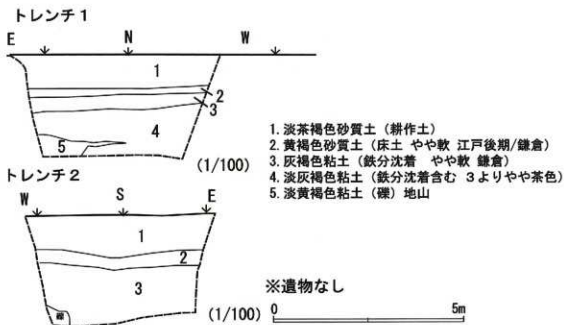 トレンチ1
E N W
1
2
3
4
5
(1/100)
1. 淡茶褐色砂質土（耕作土）
2. 黄褐色砂質土（床土 やや軟 江戸後期/鎌倉）
3. 灰褐色粘土（鉄分沈着 やや軟 鎌倉）
4. 淡灰褐色粘土（鉄分沈着含む 3よりやや茶色）
5. 淡黄褐色粘土（礫）地山
トレンチ2
W S E
1
2
3
礫
(1/100)
※遺物なし
0 5m